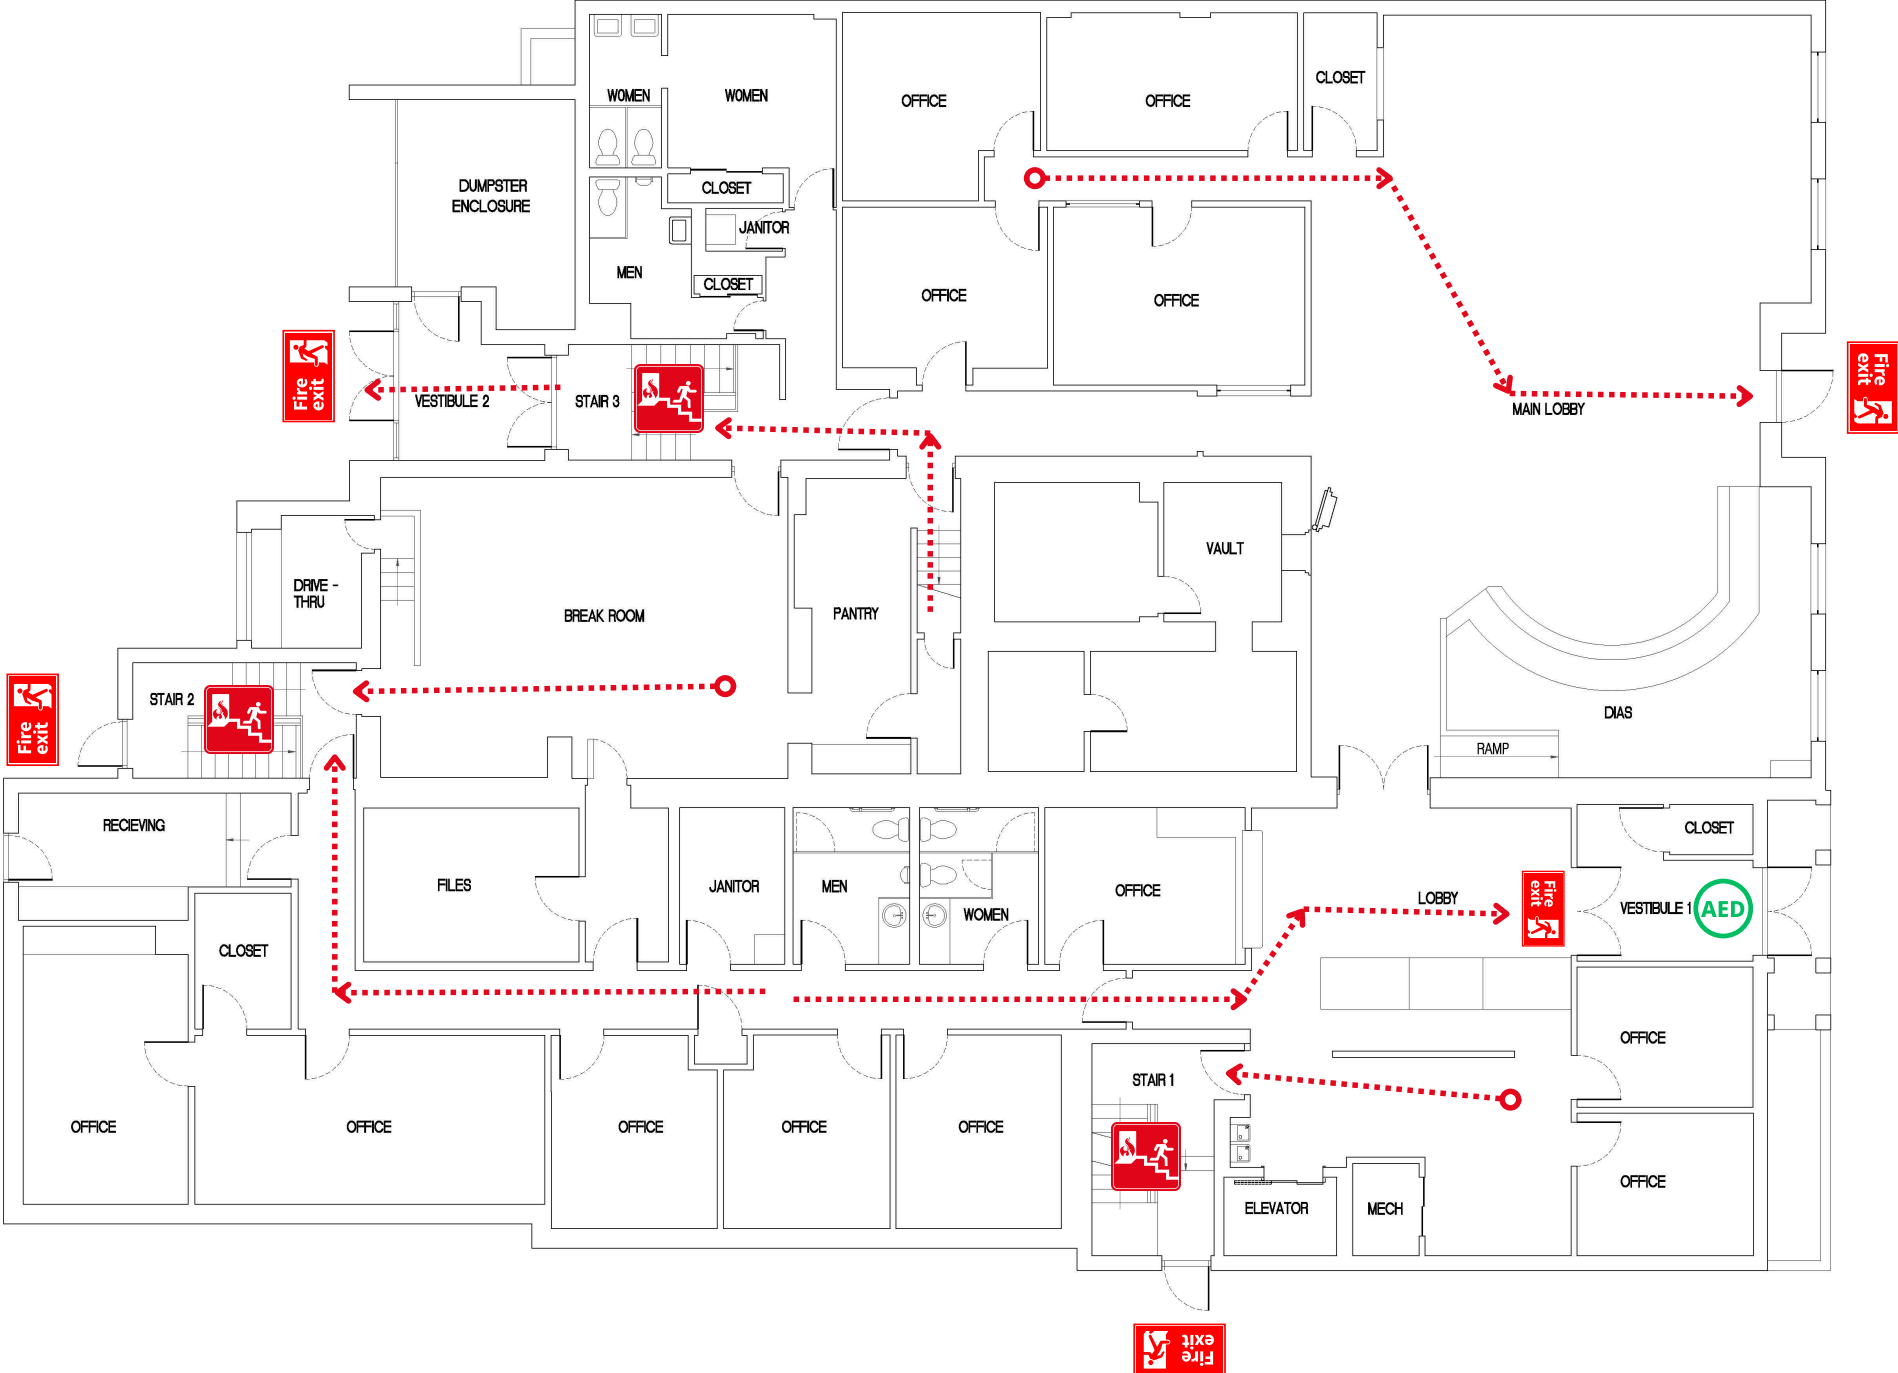 WOMEN
WOMEN
OFFICE
OFFICE
CLOSET
DUMPSTER
ENCLOSURE
CLOSET
JANITOR
MEN
CLOSET
OFFICE
OFFICE
Fire
exit
VESTIBULE 2
STAIR 3
MAIN LOBBY
Fire
exit
DRIVE -
THRU
BREAK ROOM
PANTRY
VAULT
STAIR 2
Fire
exit
DIAS
RAMP
RECIEVING
FILES
JANITOR
MEN
WOMEN
OFFICE
LOBBY
Fire
exit
VESTIBULE 1
AED
CLOSET
CLOSET
OFFICE
STAIR 1
OFFICE
OFFICE
OFFICE
OFFICE
OFFICE
ELEVATOR
MECH
OFFICE
Fire
exit